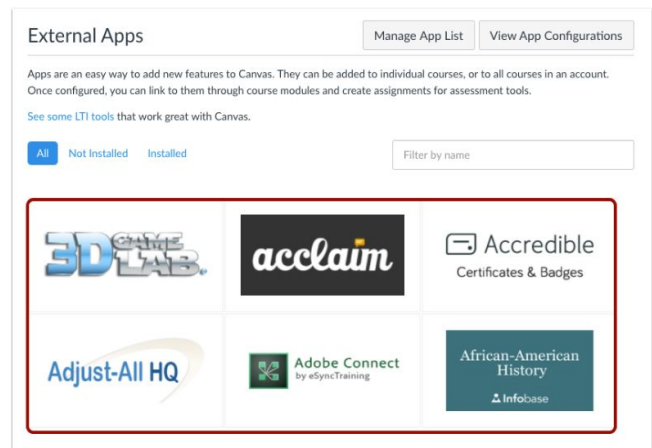 External Apps
Manage App List
View App Configurations
Apps are an easy way to add new features to Canvas. They can be added to individual courses, or to all courses in an account.
Once configured, you can link to them through course modules and create assignments for assessment tools.
See some LTI tools that work great with Canvas.
All
Not Installed
Installed
Filter by name
3D GAME
LAB.
acclaim
Accredible
Certificates & Badges
Adjust-All HQ
Adobe Connect
by eSyncTraining
African-American
History
Infobase